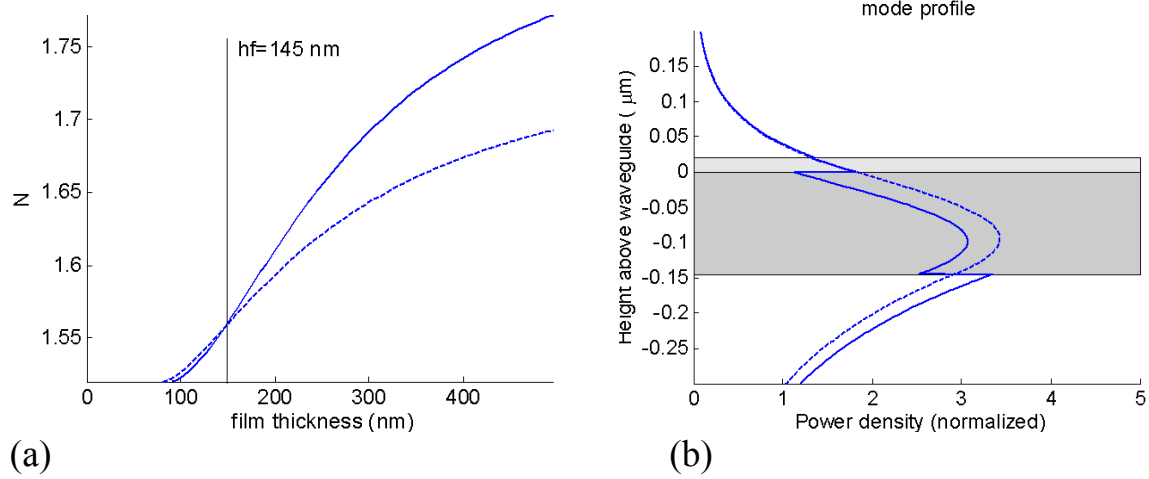 mode profile
hf=145 nm
N
1.75
1.7
1.65
1.6
1.55
0 100 200 300 400
film thickness (nm)
(a)
Height above waveguide ( μm)
0.15
0.1
0.05
0
-0.05
-0.1
-0.15
-0.2
-0.25
0 1 2 3 4 5
Power density (normalized)
(b)